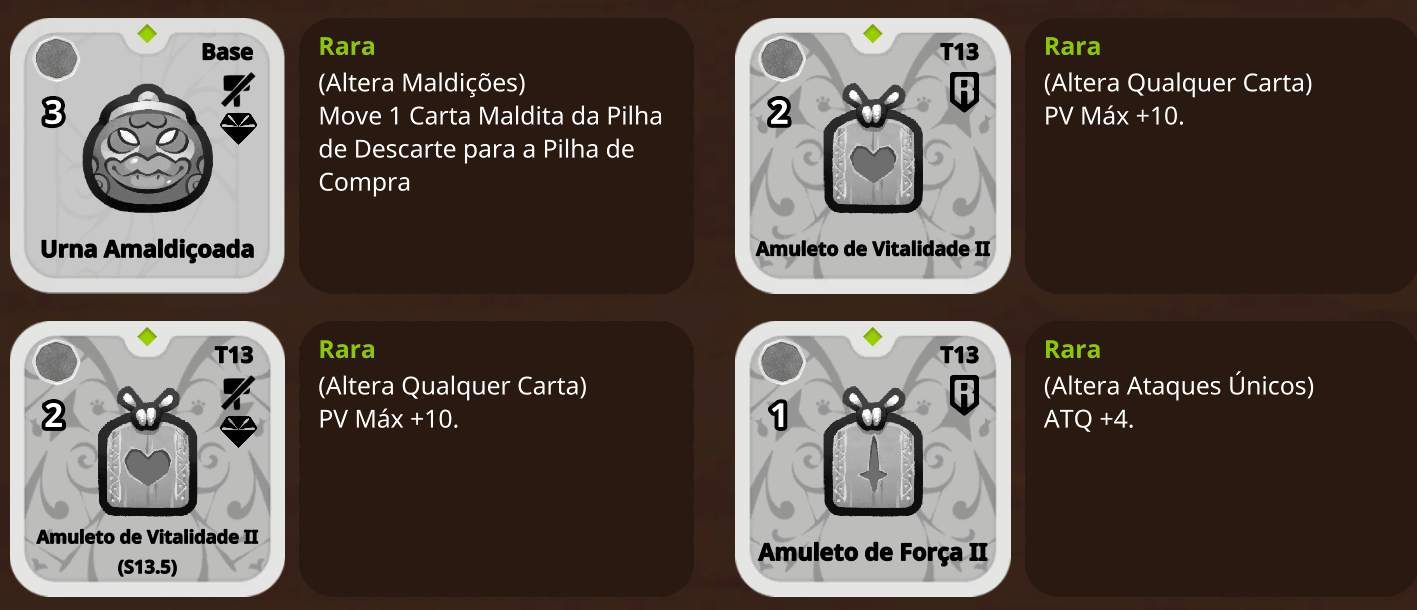 Base
3
Urna Amaldiçoada
Rara
(Altera Maldições)
Move 1 Carta Maldita da Pilha
de Descarte para a Pilha de
Compra
T13
R
2
Amuleto de Vitalidade II
Rara
(Altera Qualquer Carta)
PV Máx +10.
T13
2
Amuleto de Vitalidade II
(S13.5)
Rara
(Altera Qualquer Carta)
PV Máx +10.
T13
R
1
Amuleto de Força II
Rara
(Altera Ataques Únicos)
ATQ +4.